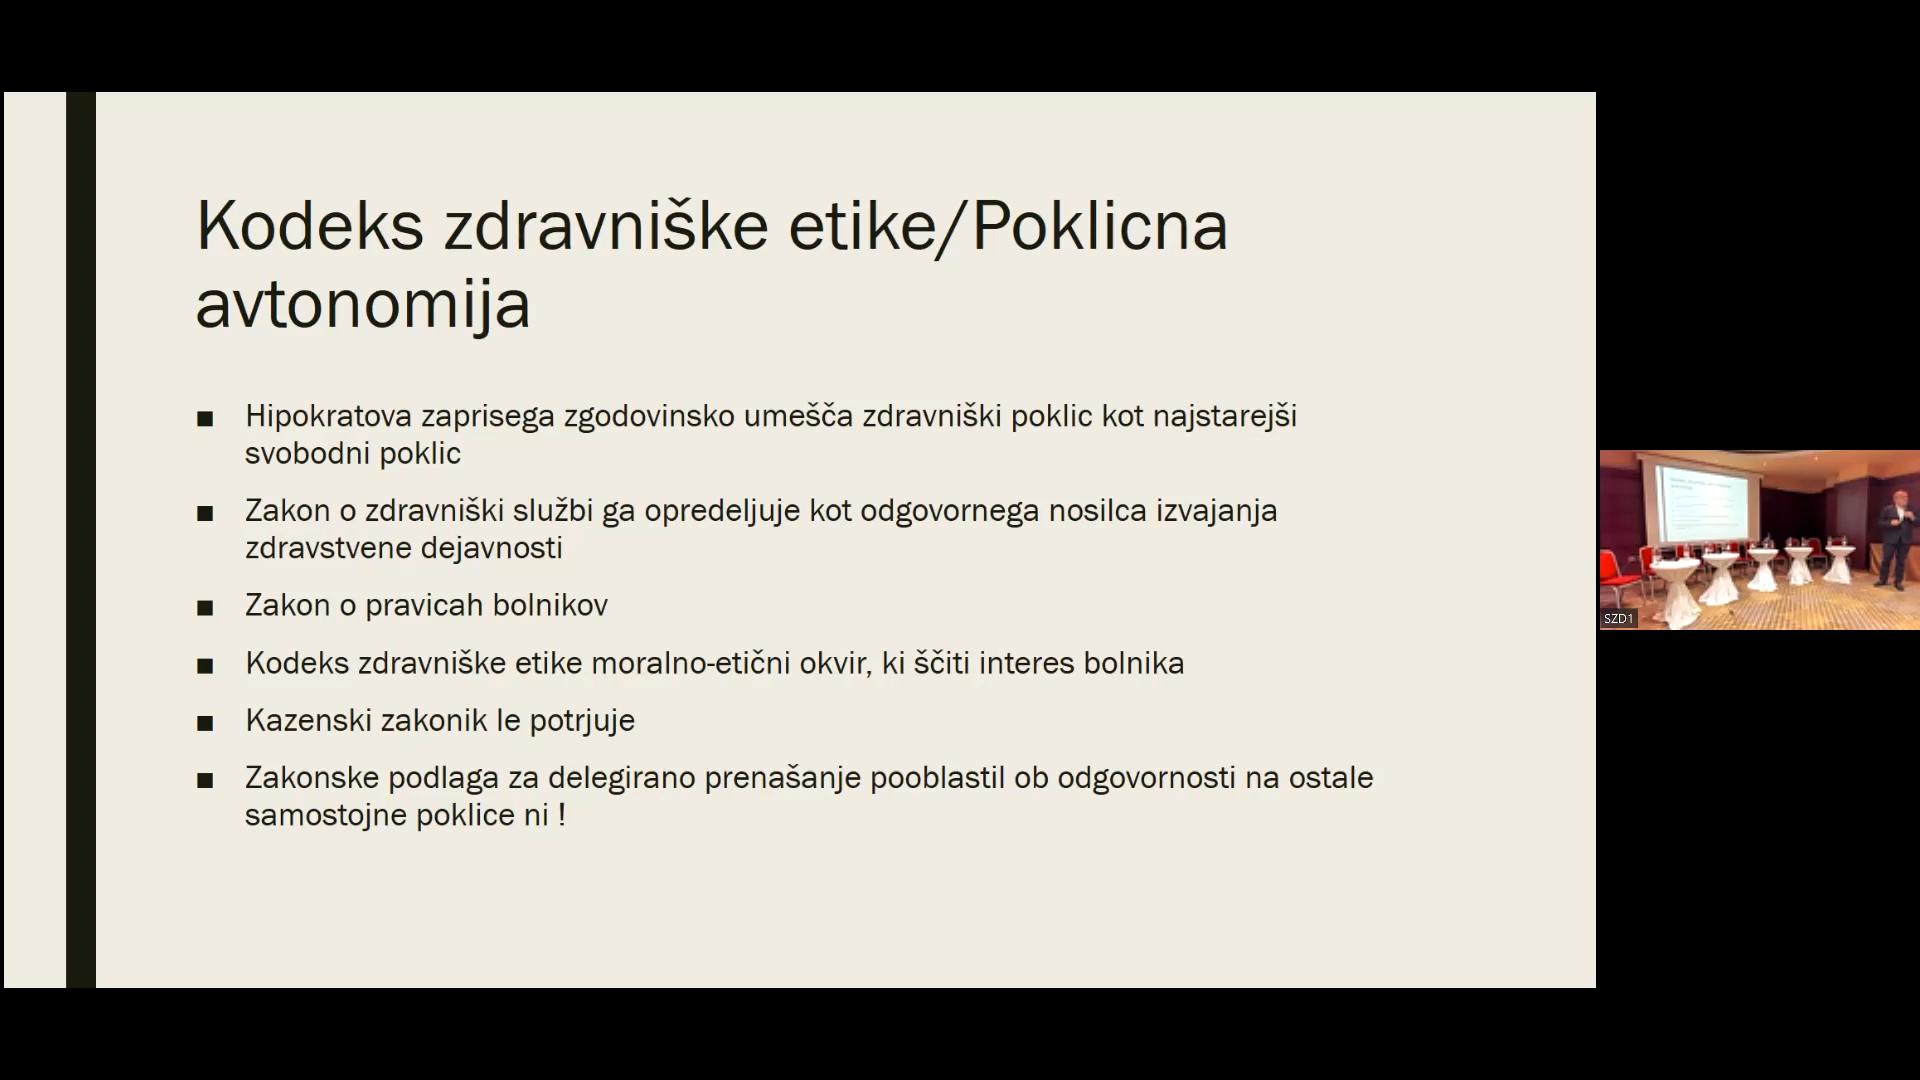 Kodeks zdravniške etike/Poklicna
avtonomija
■ Hipokratova zaprisega zgodovinsko umešča zdravniški poklic kot najstarejši
svobodni poklic
■ Zakon o zdravniški službi ga opredeljuje kot odgovornega nosilca izvajanja
zdravstvene dejavnosti
■ Zakon o pravicah bolnikov
■ Kodeks zdravniške etike moralno-etični okvir, ki ščiti interes bolnika
■ Kazenski zakonik le potrjuje
■ Zakonske podlaga za delegirano prenašanje pooblastil ob odgovornosti na ostale
samostojne poklice ni !
SZD1